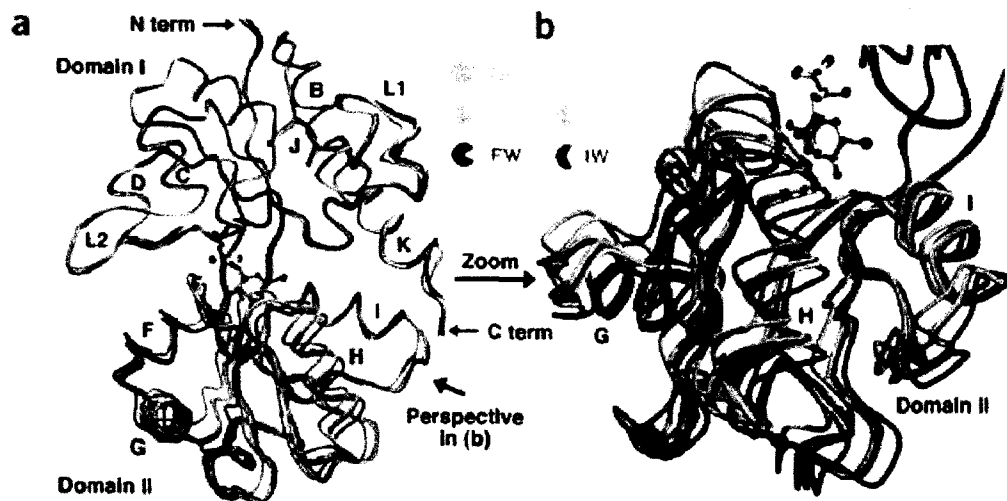 a
N term
Domain I
B
L1
J
D
C
L2
K
F
I
H
C term
G
Perspective
in (b)
Domain II
Zoom
FW
IW
b
I
G
H
Domain II